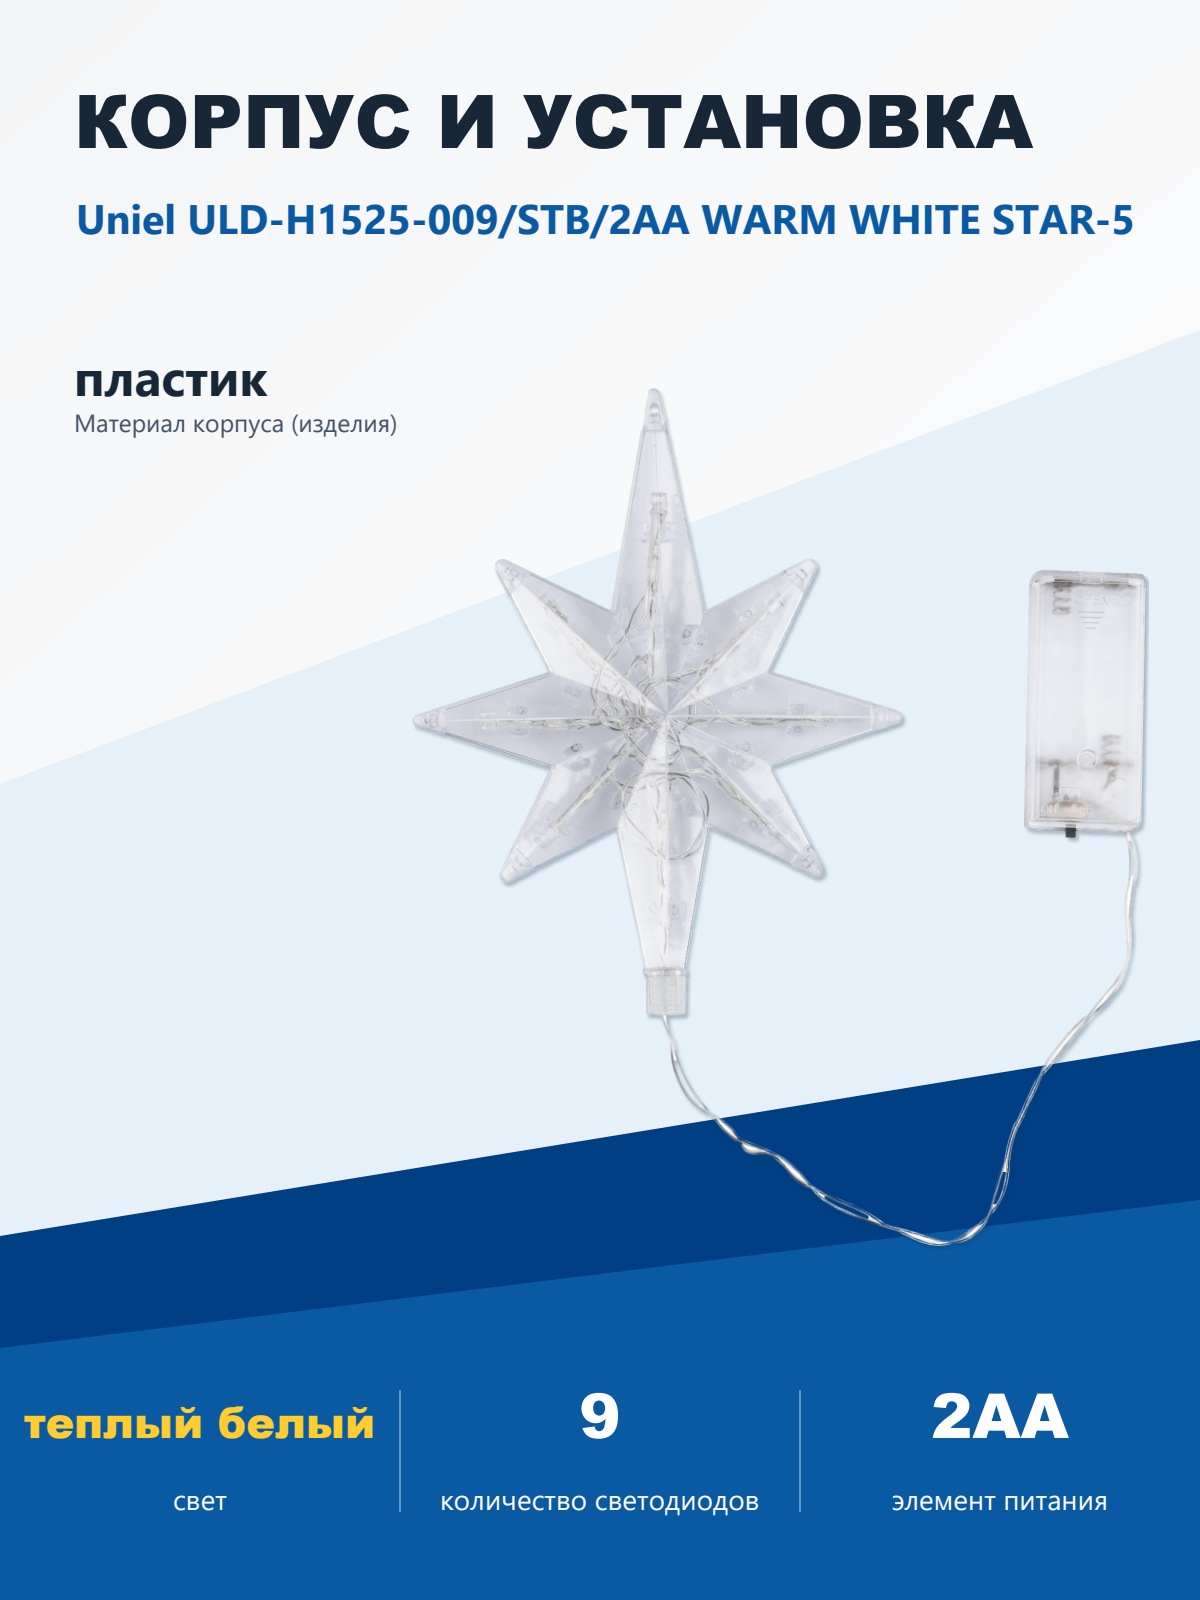 КОРПУС И УСТАНОВКА
Uniel ULD-H1525-009/STB/2AA WARM WHITE STAR-5
пластик
Материал корпуса (изделия)
теплый белый
свет
9
количество светодиодов
2AA
элемент питания